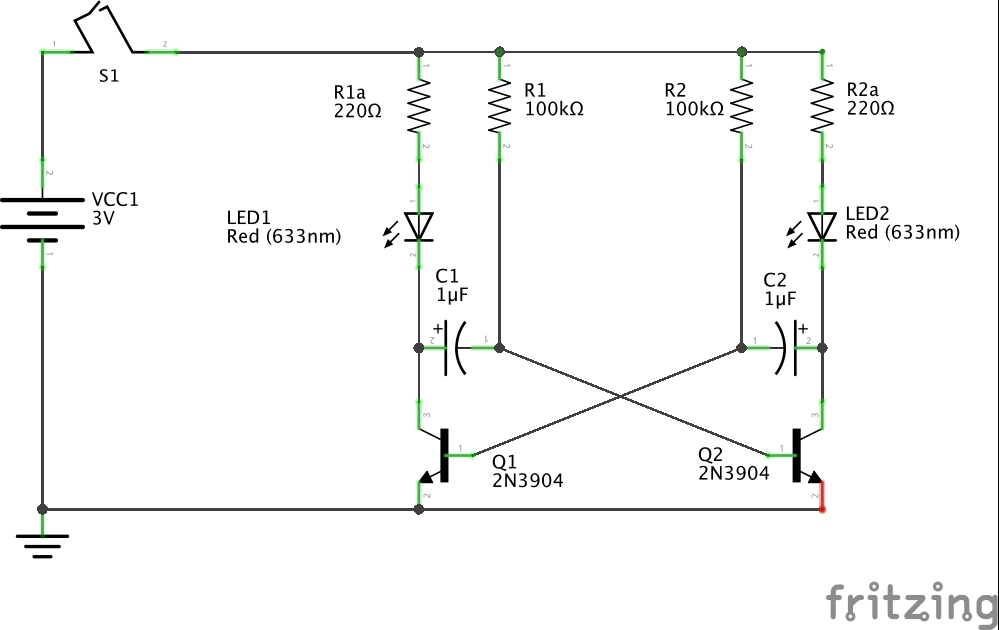 1
2
S1
R1a
220Ω
1
2
R1
100kΩ
1
2
R2
100kΩ
1
2
R2a
220Ω
1
2
2
VCC1
3V
1
LED1
Red (633nm)
1
2
LED2
Red (633nm)
1
2
C1
1µF
+
2
1
C2
1µF
+
1
2
3
1
2
Q1
2N3904
3
1
2
Q2
2N3904
fritzing